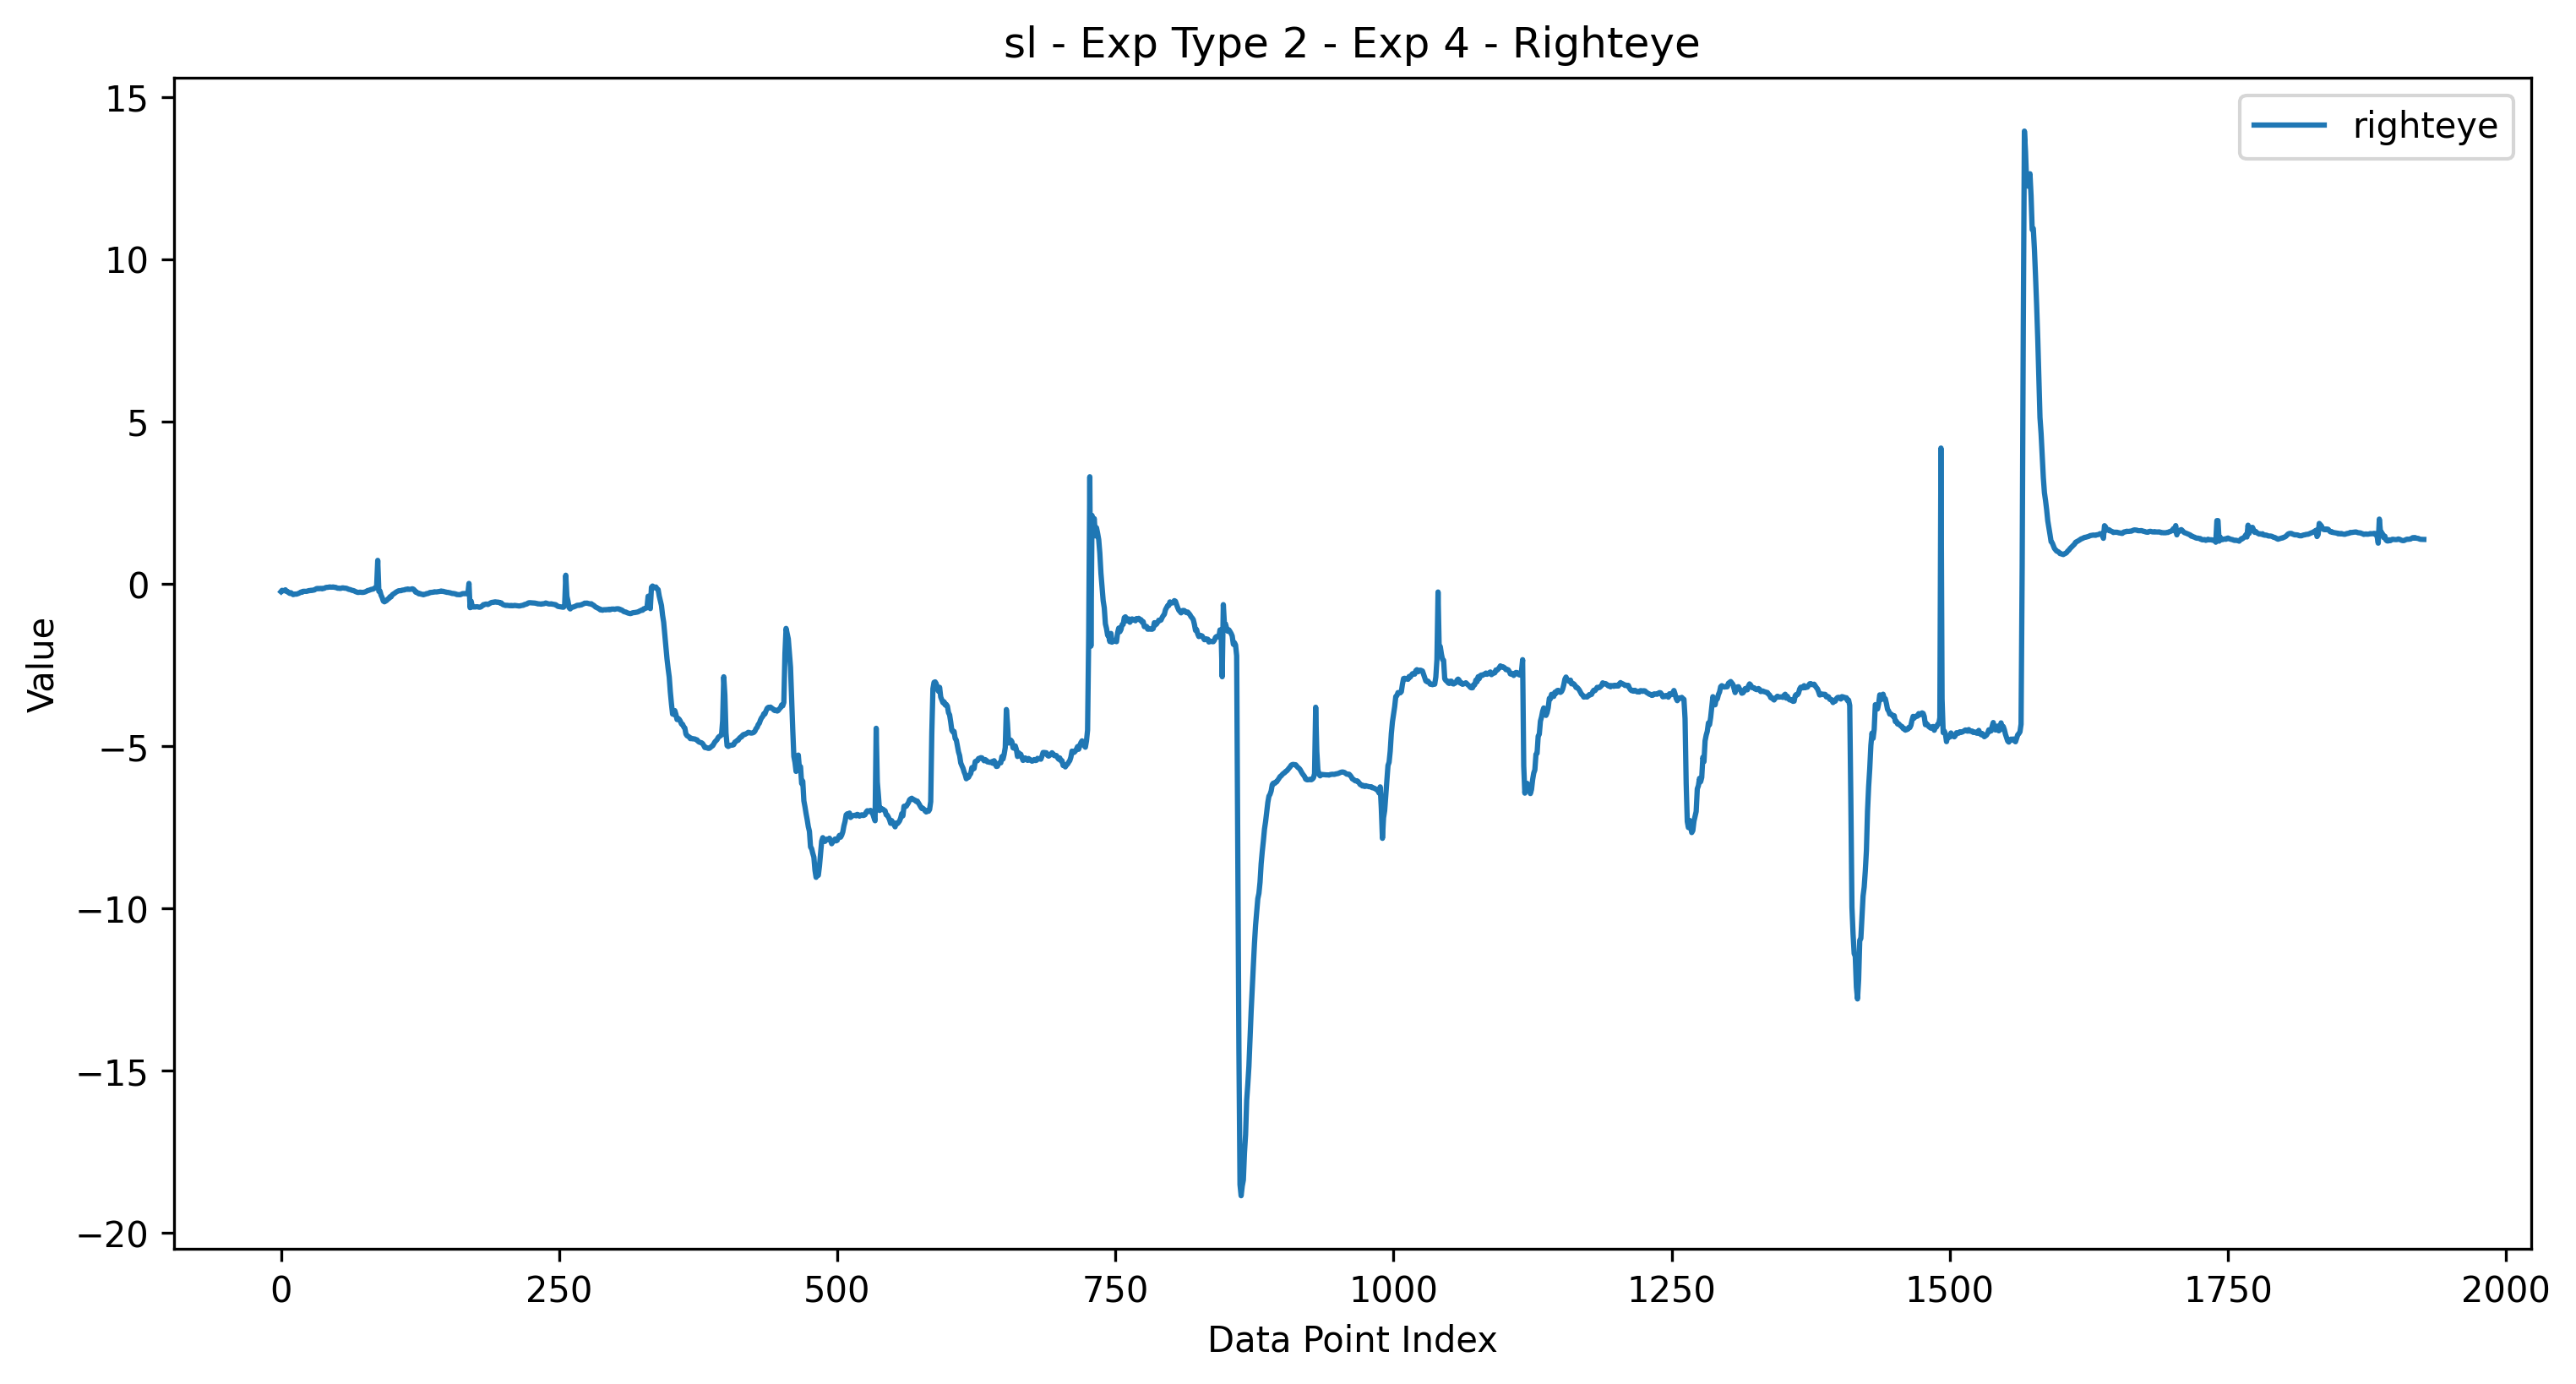 sl - Exp Type 2 - Exp 4 - Righteye
righteye
15
10
5
0
−5
−10
−15
−20
Value
0 250 500 750 1000 1250 1500 1750 2000
Data Point Index